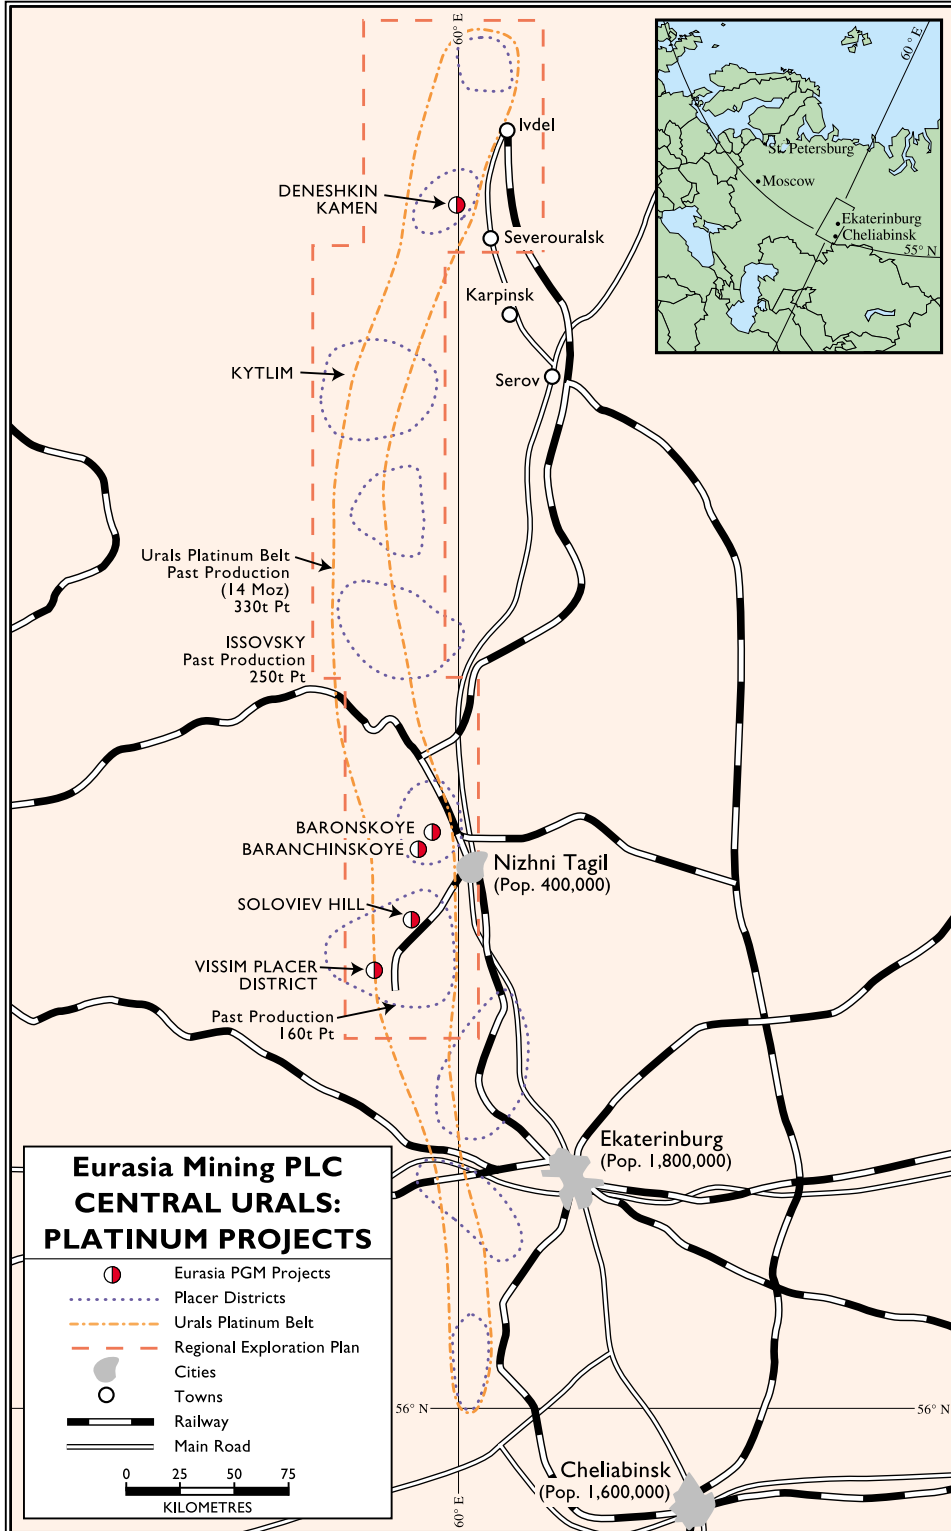 60° E
Ivdel
DENESHKIN
KAMEN
Severouralsk
Karpinsk
KYTLIM
Serov
Urals Platinum Belt
Past Production
(14 Moz)
330t Pt
ISSOVSKY
Past Production
250t Pt
BARONSKOYE
BARANCHINSKOYE
Nizhni Tagil
(Pop. 400,000)
SOLOVIEV HILL
VISSIM PLACER
DISTRICT
Past Production
160t Pt
Ekaterinburg
(Pop. 1,800,000)
56° N
56° N
Cheliabinsk
(Pop. 1,600,000)
60° E
60° E
St. Petersburg
Moscow
Ekaterinburg
Cheliabinsk
55° N
Eurasia Mining PLC
CENTRAL URALS:
PLATINUM PROJECTS
Eurasia PGM Projects
Placer Districts
Urals Platinum Belt
Regional Exploration Plan
Cities
Towns
Railway
Main Road
0 25 50 75
KILOMETRES